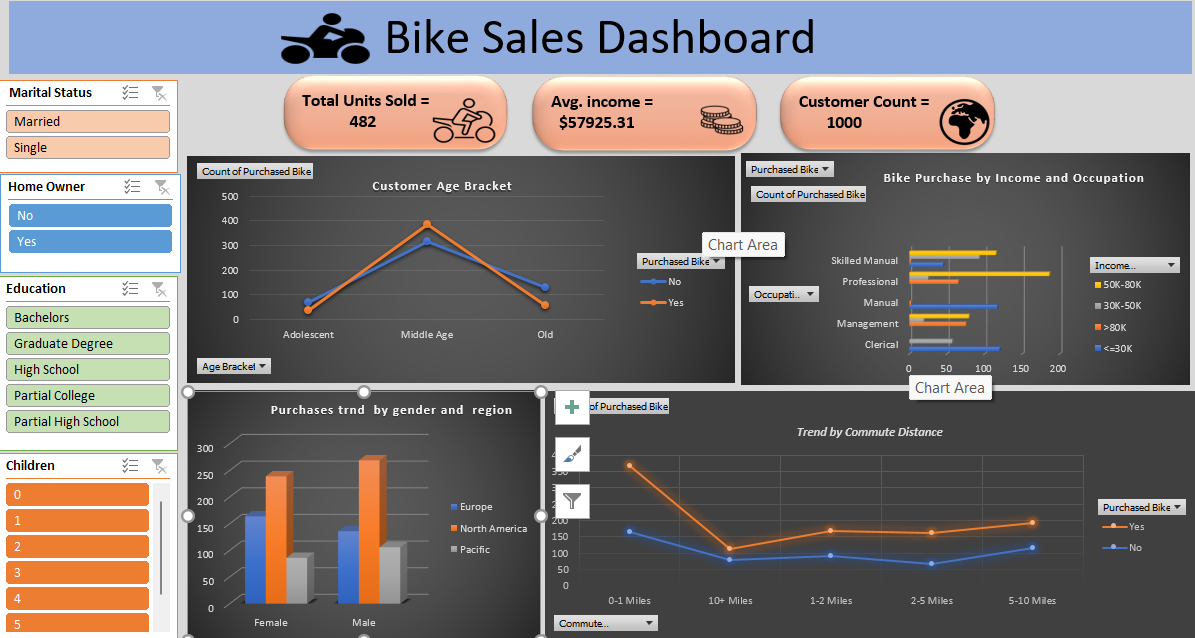 Bike Sales Dashboard
Marital Status
Married
Single
Home Owner
No
Yes
Education
Bachelors
Graduate Degree
High School
Partial College
Partial High School
Children
0
1
2
3
4
5
Total Units Sold =
482
Avg. income =
$57925.31
Customer Count =
1000
Count of Purchased Bike
Customer Age Bracket
500
400
300
200
100
0
Adolescent Middle Age Old
Purchased Bike
No
Yes
Age Bracket
Chart Area
Purchased Bike
Count of Purchased Bike
Bike Purchase by Income and Occupation
Occupati..
Skilled Manual
Professional
Manual
Management
Clerical
0 50 100 150 200
Income...
50K-80K
30K-50K
>80K
<=30K
Chart Area
Purchases trnd by gender and region
300
250
200
150
100
50
0
Female Male
Europe
North America
Pacific
of Purchased Bike
Trend by Commute Distance
200
150
100
50
0
0-1 Miles 10+ Miles 1-2 Miles 2-5 Miles 5-10 Miles
Purchased Bike
Yes
No
Commute...